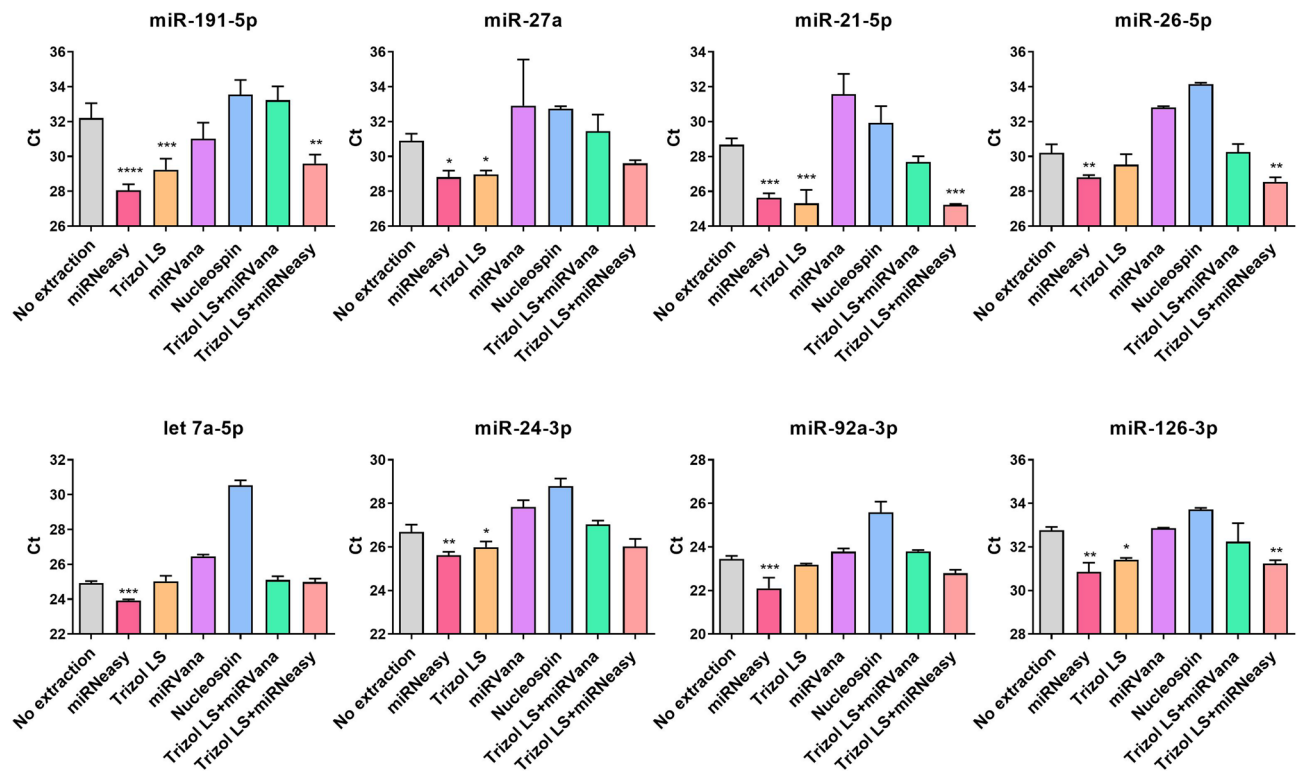 miR-191-5p
Ct
36
34
32
30
28
26
****
***
**
No extraction
miRNeasy
Trizol LS
miRVana
Nucleospin
Trizol LS+miRVana
Trizol LS+miRNeasy
miR-27a
Ct
36
34
32
30
28
26
*
*
No extraction
miRNeasy
Trizol LS
miRVana
Nucleospin
Trizol LS+miRVana
Trizol LS+miRNeasy
miR-21-5p
Ct
34
32
30
28
26
24
***
***
***
No extraction
miRNeasy
Trizol LS
miRVana
Nucleospin
Trizol LS+miRVana
Trizol LS+miRNeasy
miR-26-5p
Ct
36
34
32
30
28
26
**
**
No extraction
miRNeasy
Trizol LS
miRVana
Nucleospin
Trizol LS+miRVana
Trizol LS+miRNeasy
let 7a-5p
Ct
32
30
28
26
24
22
***
No extraction
miRNeasy
Trizol LS
miRVana
Nucleospin
Trizol LS+miRVana
Trizol LS+miRNeasy
miR-24-3p
Ct
30
28
26
24
22
**
*
No extraction
miRNeasy
Trizol LS
miRVana
Nucleospin
Trizol LS+miRVana
Trizol LS+miRNeasy
miR-92a-3p
Ct
28
26
24
22
20
***
No extraction
miRNeasy
Trizol LS
miRVana
Nucleospin
Trizol LS+miRVana
Trizol LS+miRNeasy
miR-126-3p
Ct
36
34
32
30
28
**
*
**
No extraction
miRNeasy
Trizol LS
miRVana
Nucleospin
Trizol LS+miRVana
Trizol LS+miRNeasy